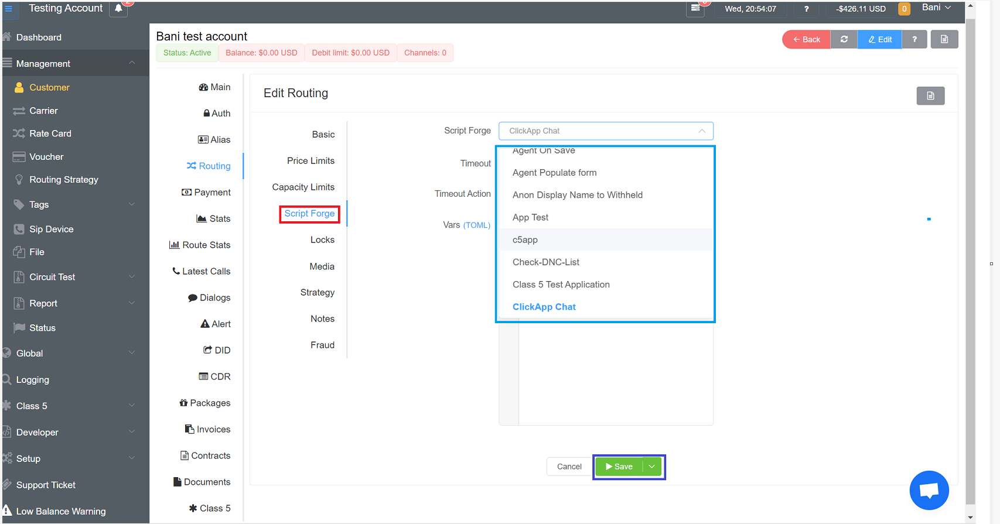 Testing Account
2
Wed, 20:54:07
?
-$426.11 USD
0
Bani
Dashboard
Management
Customer
Carrier
Rate Card
Voucher
Routing Strategy
Tags
Sip Device
File
Circuit Test
Report
Status
Global
Logging
Class 5
Developer
Setup
Support Ticket
Low Balance Warning
Bani test account
Status: Active
Balance: $0.00 USD
Debit limit: $0.00 USD
Channels: 0
Back
Edit
?
Main
Auth
Alias
Routing
Payment
Stats
Route Stats
Latest Calls
Dialogs
Alert
DID
CDR
Packages
Invoices
Contracts
Documents
Class 5
Edit Routing
Basic
Price Limits
Capacity Limits
Script Forge
Locks
Media
Strategy
Notes
Fraud
Script Forge
ClickApp Chat
Timeout
Timeout Action
Vars (TOML)
Agent On Save
Agent Populate form
Anon Display Name to Withheld
App Test
c5app
Check-DNC-List
Class 5 Test Application
ClickApp Chat
Cancel
Save